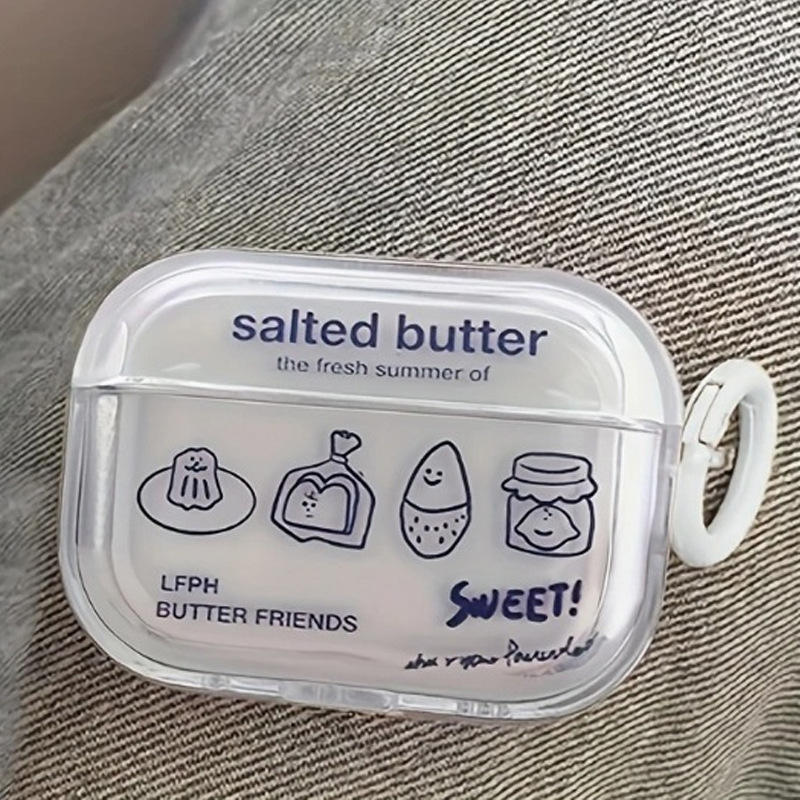 salted butter
the fresh summer of
LFPH
BUTTER FRIENDS
SWEET!